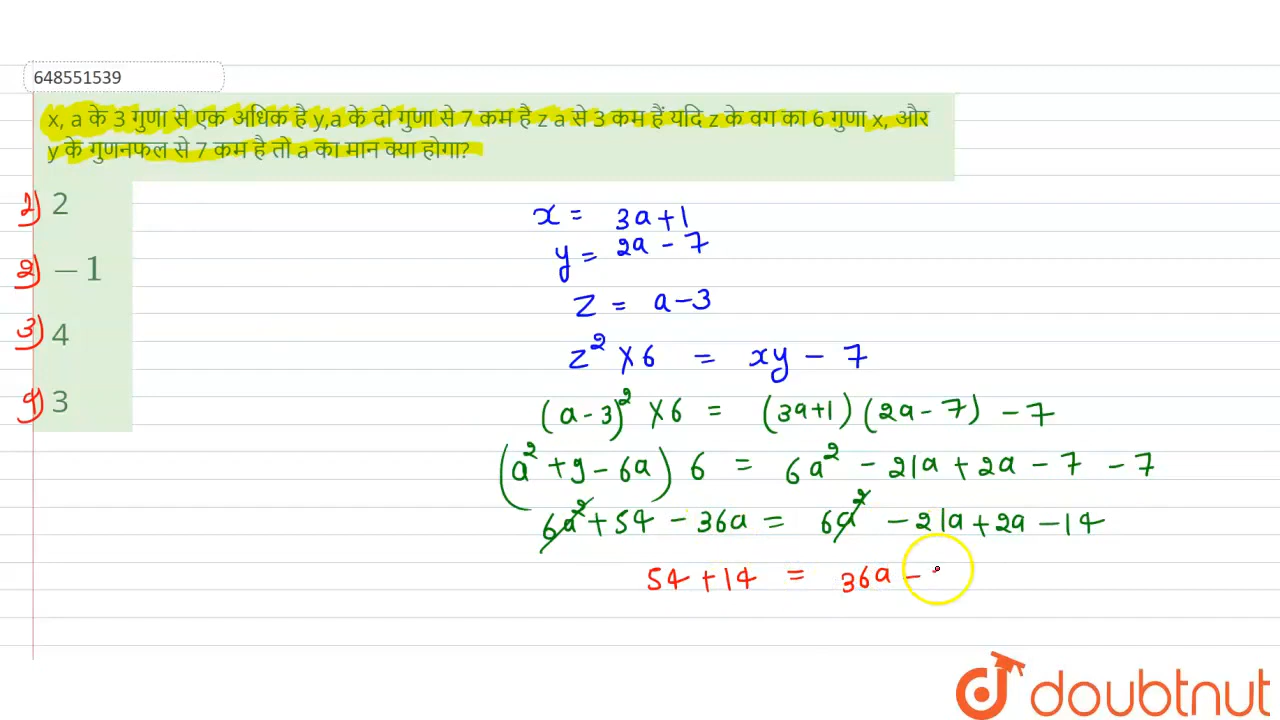 648551539
x, a के 3 गुणा से एक अधिक है y,a के दो गुणा से 7 कम है z a से 3 कम हैं यदि z के वग का 6 गुणा x, और
y के गुणनफल से 7 कम है तो a का मान क्या होगा?
1) 2
2) -1
3) 4
4) 3
x = 3a+1
y = 2a - 7
z = a-3
z² × 6 = xy - 7
(a-3)² × 6 = (3a+1) (2a-7) - 7
(a² + 9 - 6a) 6 = 6a² - 21a + 2a - 7 - 7
6a² + 54 - 36a = 6a² - 21a + 2a - 14
54 + 14 = 36a -
doubtnut